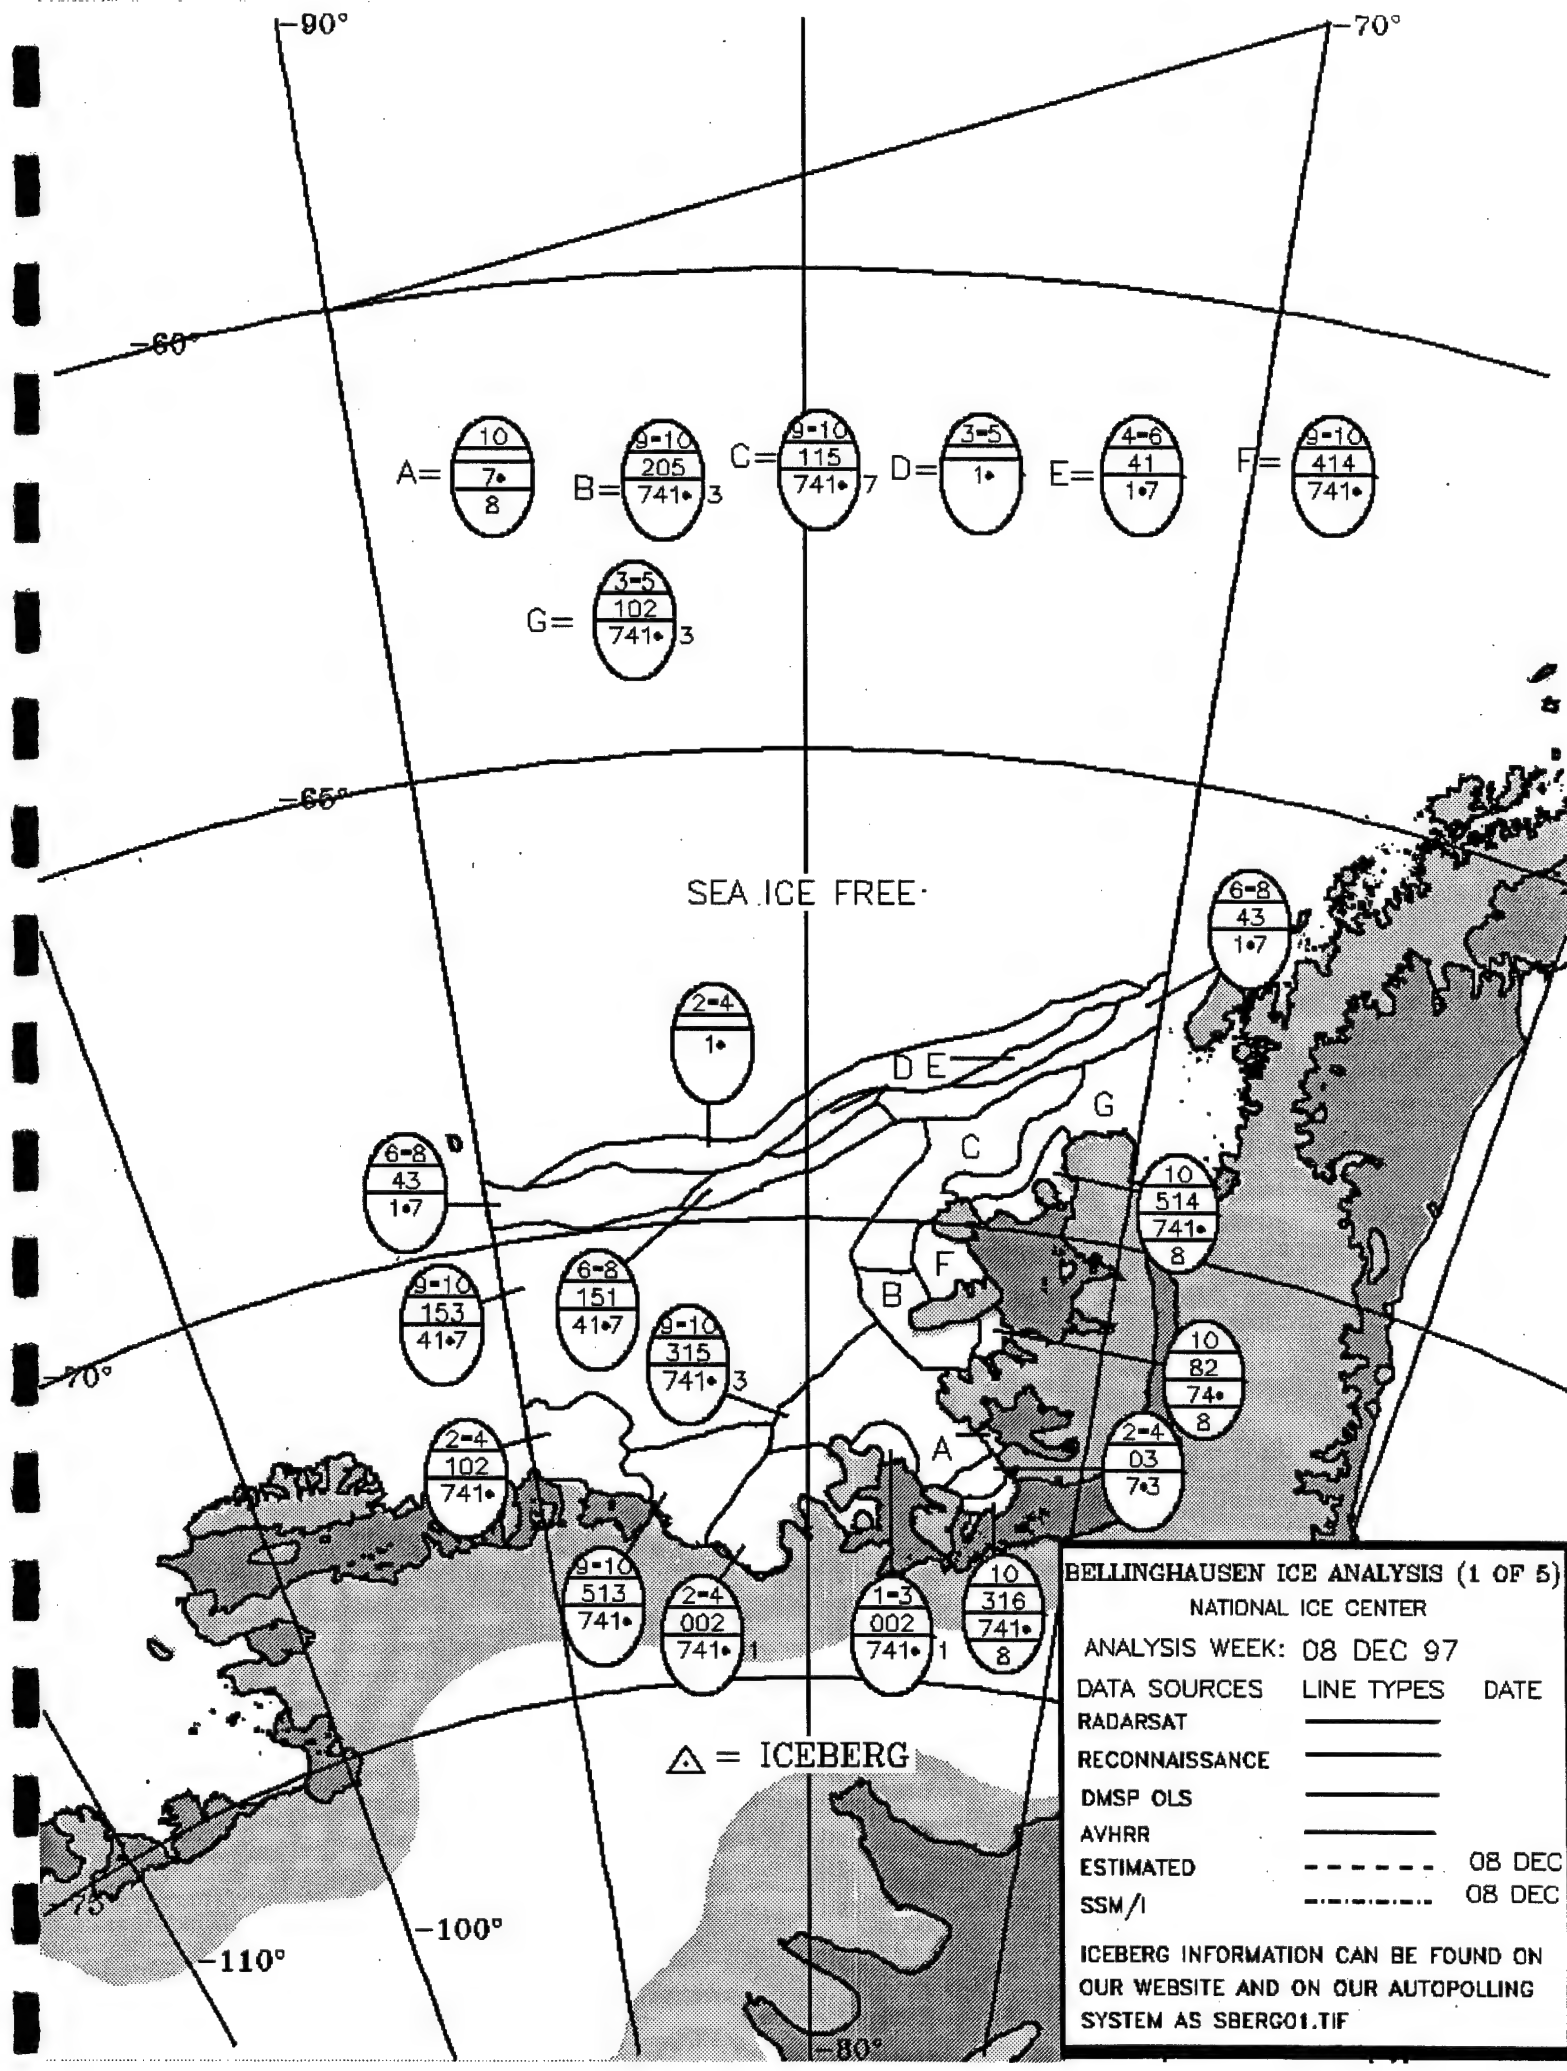 -90°
-70°
-60°
A=
10
7•
8
B=
9-10
205
741• 3
C=
9-10
115
741• 7
D=
3-5
1•
E=
4-6
41
1•7
F=
9-10
414
741•
G=
3-5
102
741• 3
-65°
SEA ICE FREE
6-8
43
1•7
2-4
1•
D E
G
C
6-8
43
1•7
10
514
741•
8
F
B
9-10
153
41•7
6-8
151
41•7
9-10
315
741• 3
10
82
74•
8
-70°
2-4
102
741•
A
2-4
03
7•3
9-10
513
741•
2-4
002
741• 1
1-3
002
741• 1
10
316
741•
8
BELLINGHAUSEN ICE ANALYSIS (1 OF 5)
NATIONAL ICE CENTER
ANALYSIS WEEK: 08 DEC 97
DATA SOURCES LINE TYPES DATE
RADARSAT
RECONNAISSANCE
DMSP OLS
AVHRR
ESTIMATED 08 DEC
SSM/I 08 DEC
ICEBERG INFORMATION CAN BE FOUND ON
OUR WEBSITE AND ON OUR AUTOPOLLING
SYSTEM AS SBERG01.TIF
△ = ICEBERG
-75°
-100°
-110°
-80°